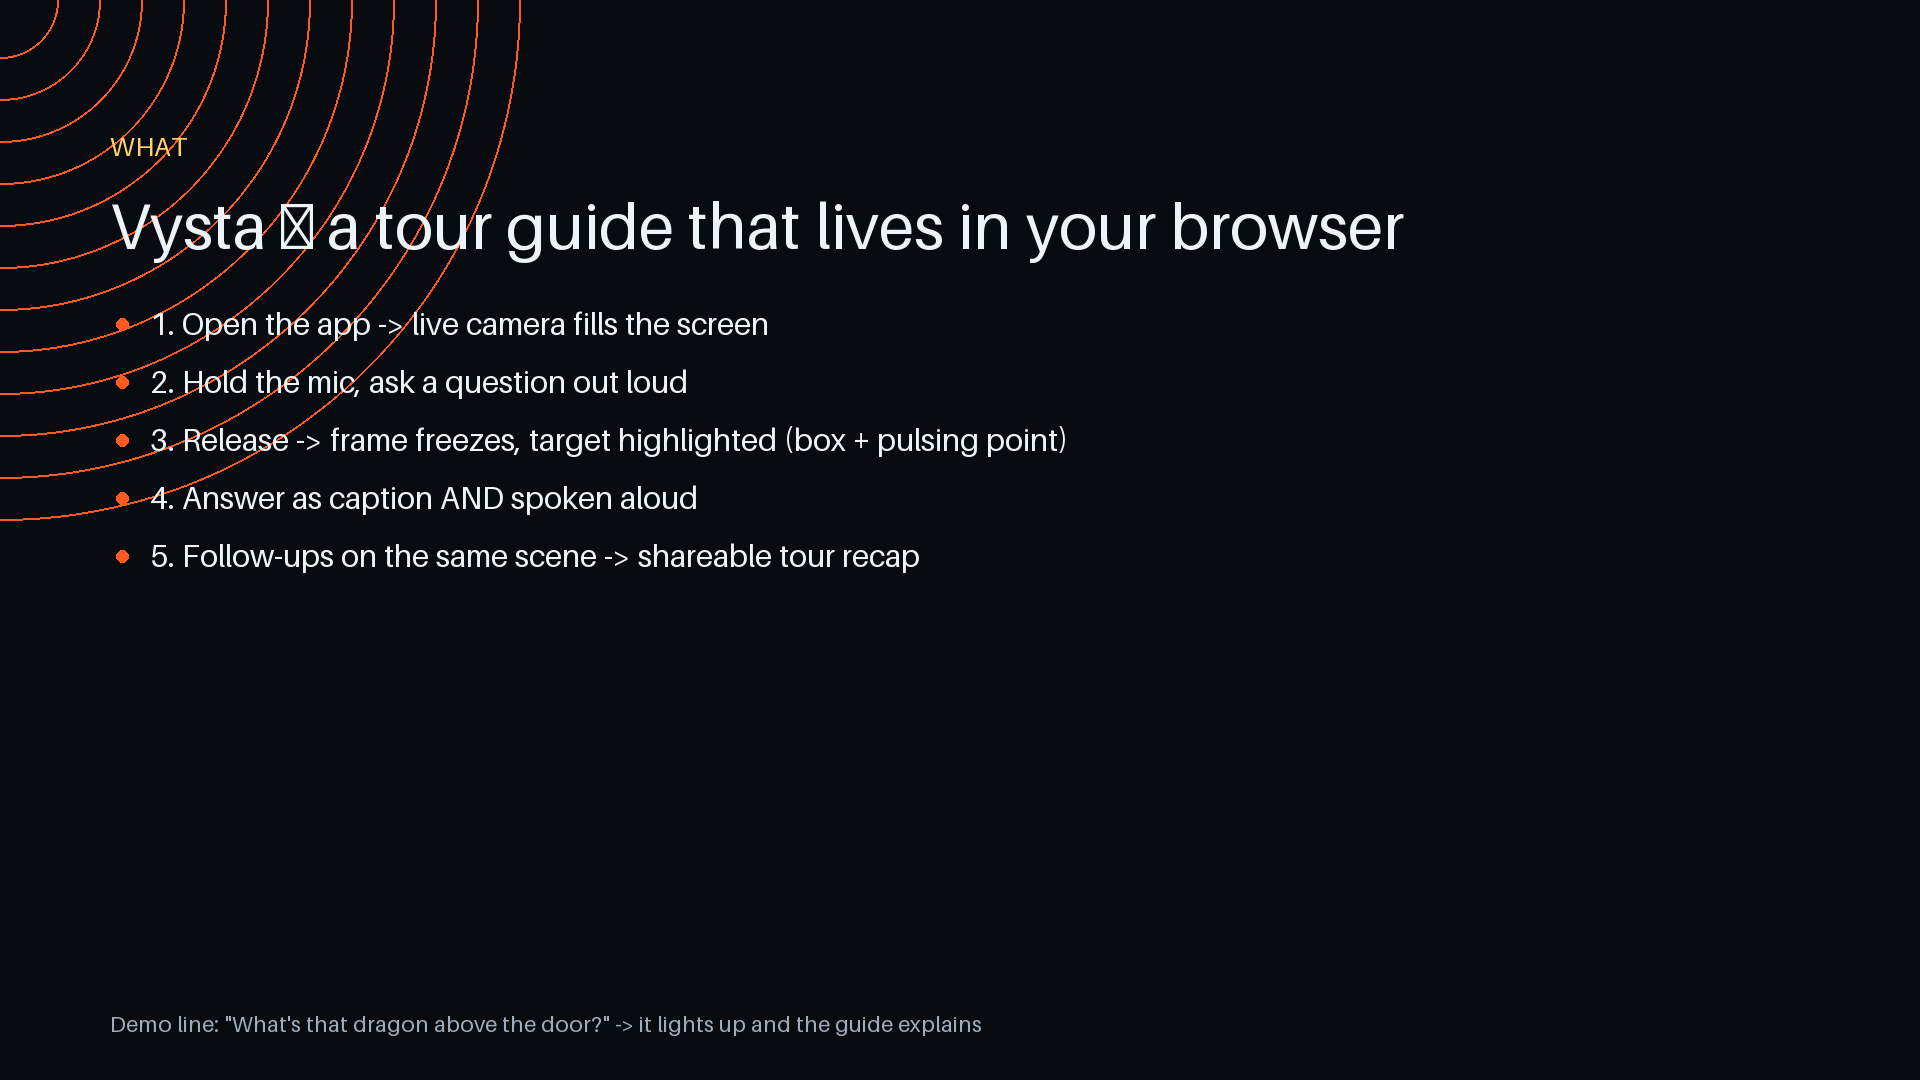 WHAT
Vysta a tour guide that lives in your browser
1. Open the app -> live camera fills the screen
2. Hold the mic, ask a question out loud
3. Release -> frame freezes, target highlighted (box + pulsing point)
4. Answer as caption AND spoken aloud
5. Follow-ups on the same scene -> shareable tour recap
Demo line: "What's that dragon above the door?" -> it lights up and the guide explains